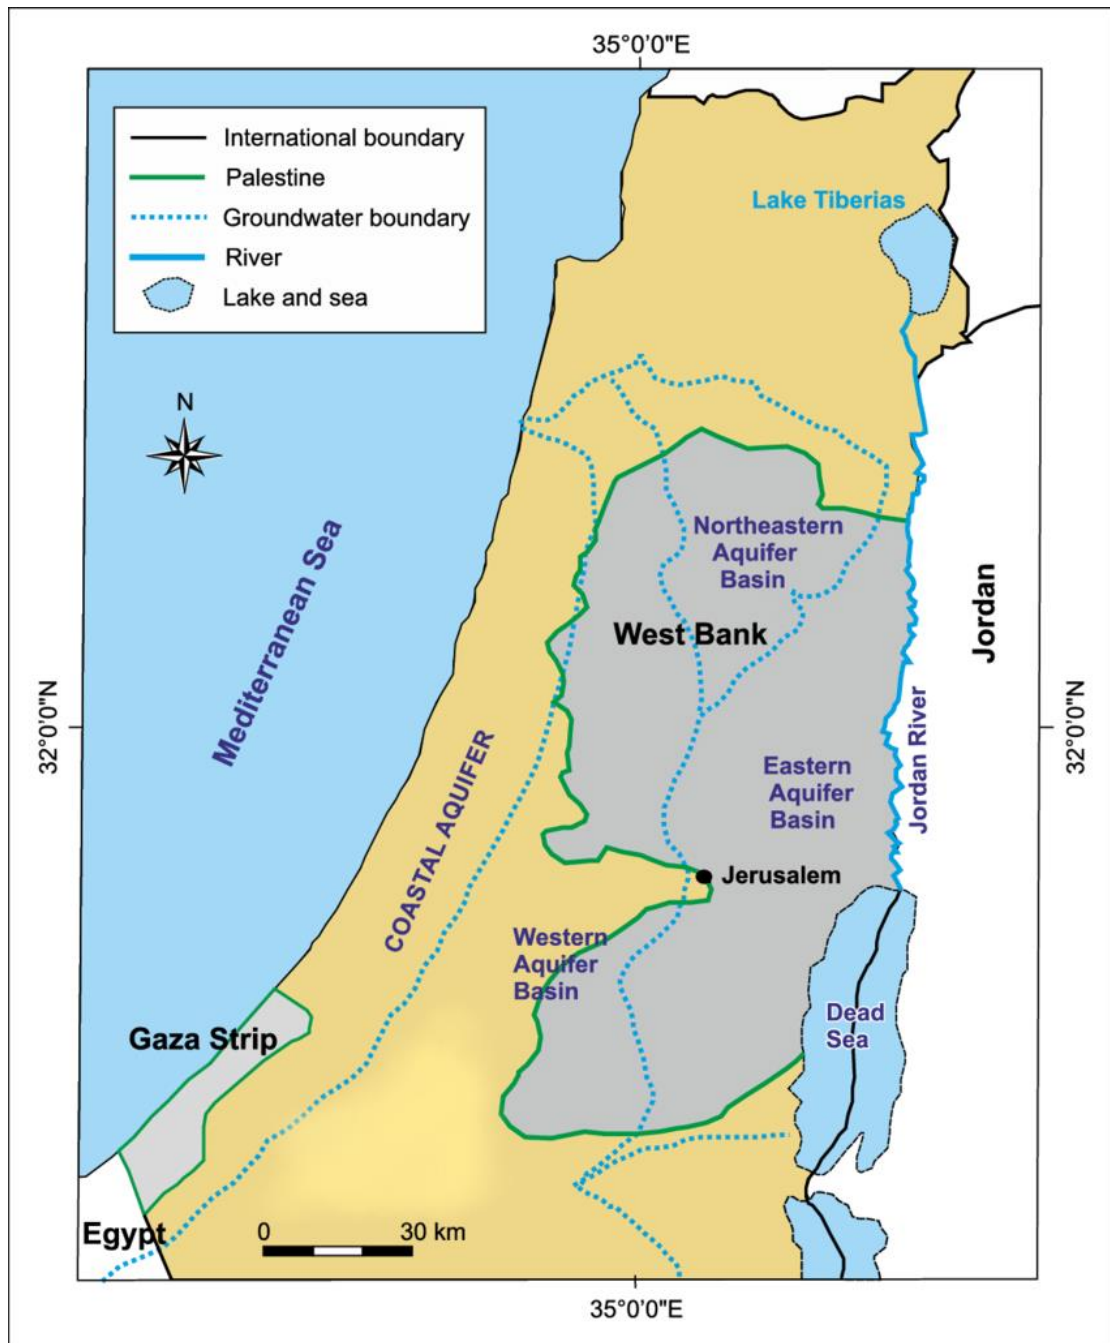 35°0'0"E
International boundary
Palestine
Groundwater boundary
River
Lake and sea
Lake Tiberias
N
Mediterranean Sea
Northeastern
Aquifer
Basin
West Bank
Jordan
32°0'0"N
32°0'0"N
COASTAL AQUIFER
Eastern
Aquifer
Basin
Jordan River
Jerusalem
Western
Aquifer
Basin
Dead
Sea
Gaza Strip
Egypt
0 30 km
35°0'0"E